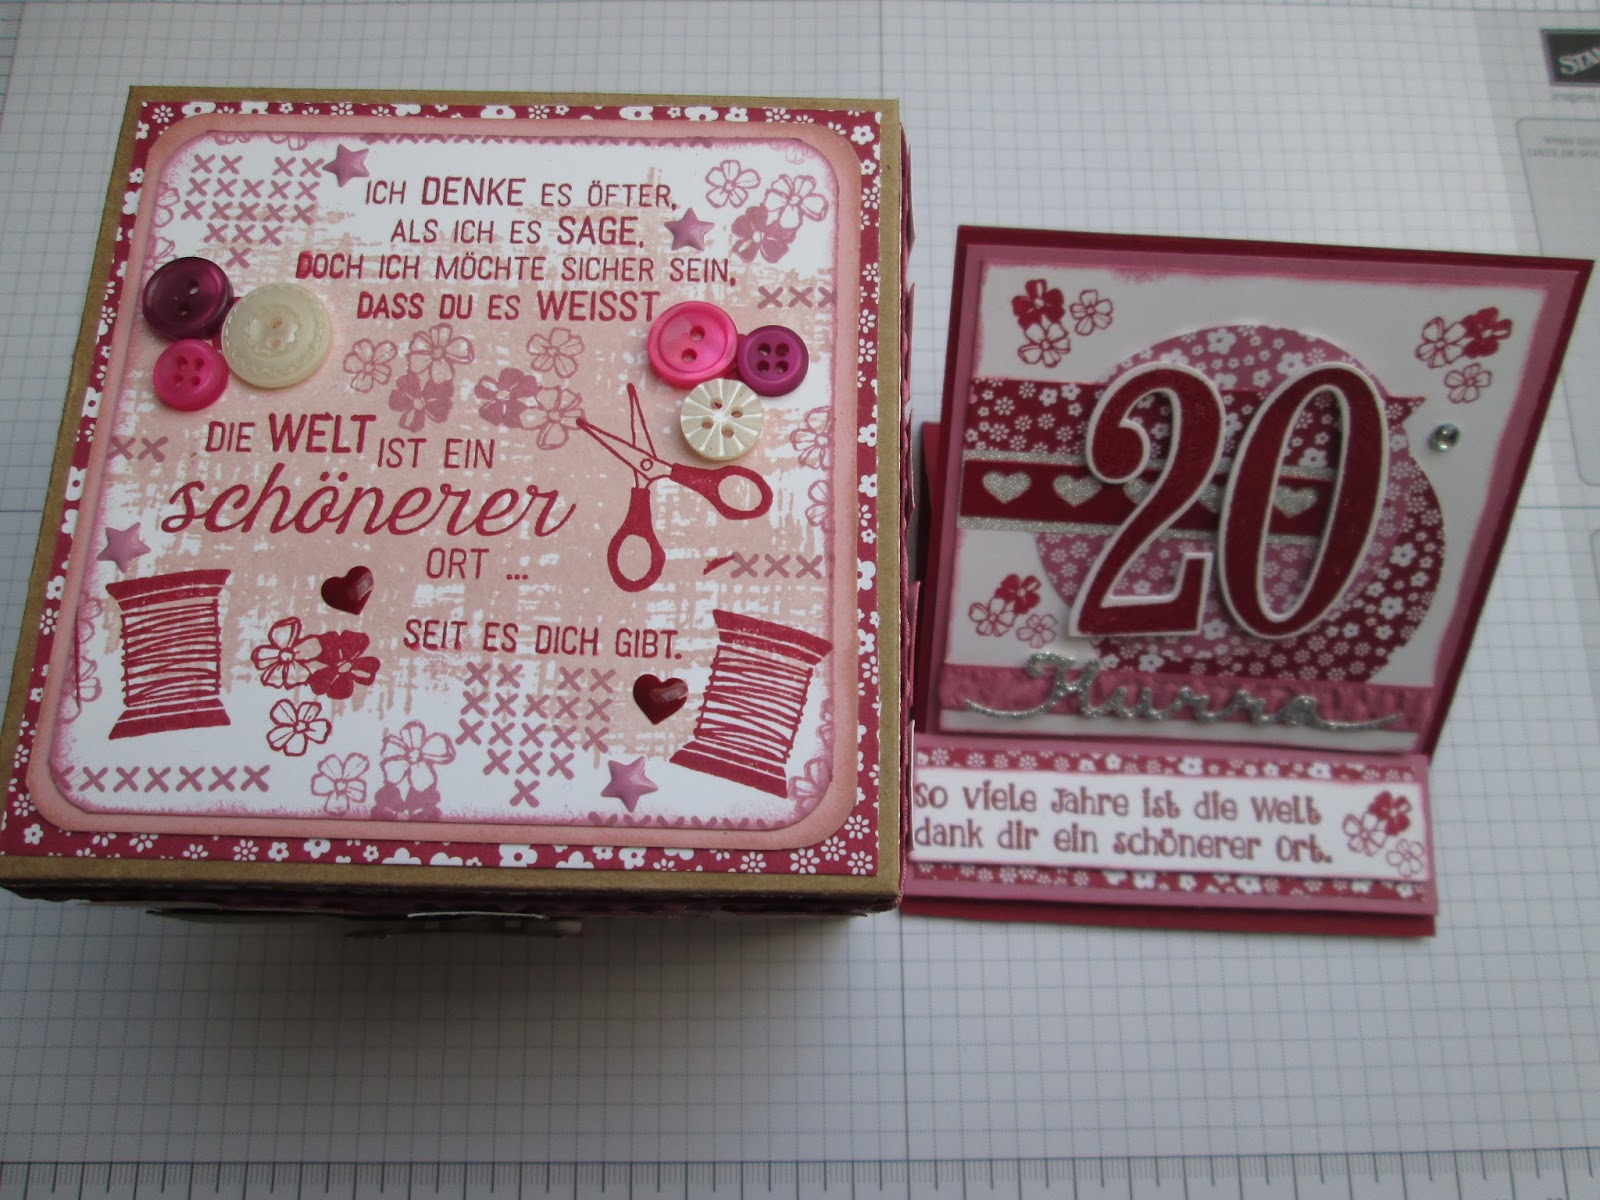 ICH DENKE ES ÖFTER,
ALS ICH ES SAGE,
DOCH ICH MÖCHTE SICHER SEIN,
DASS DU ES WEISST
DIE WELT IST EIN
schönerer
ORT ...
SEIT ES DICH GIBT.
20
Hurra
so viele Jahre ist die Welt
dank dir ein schönerer Ort.
STAM